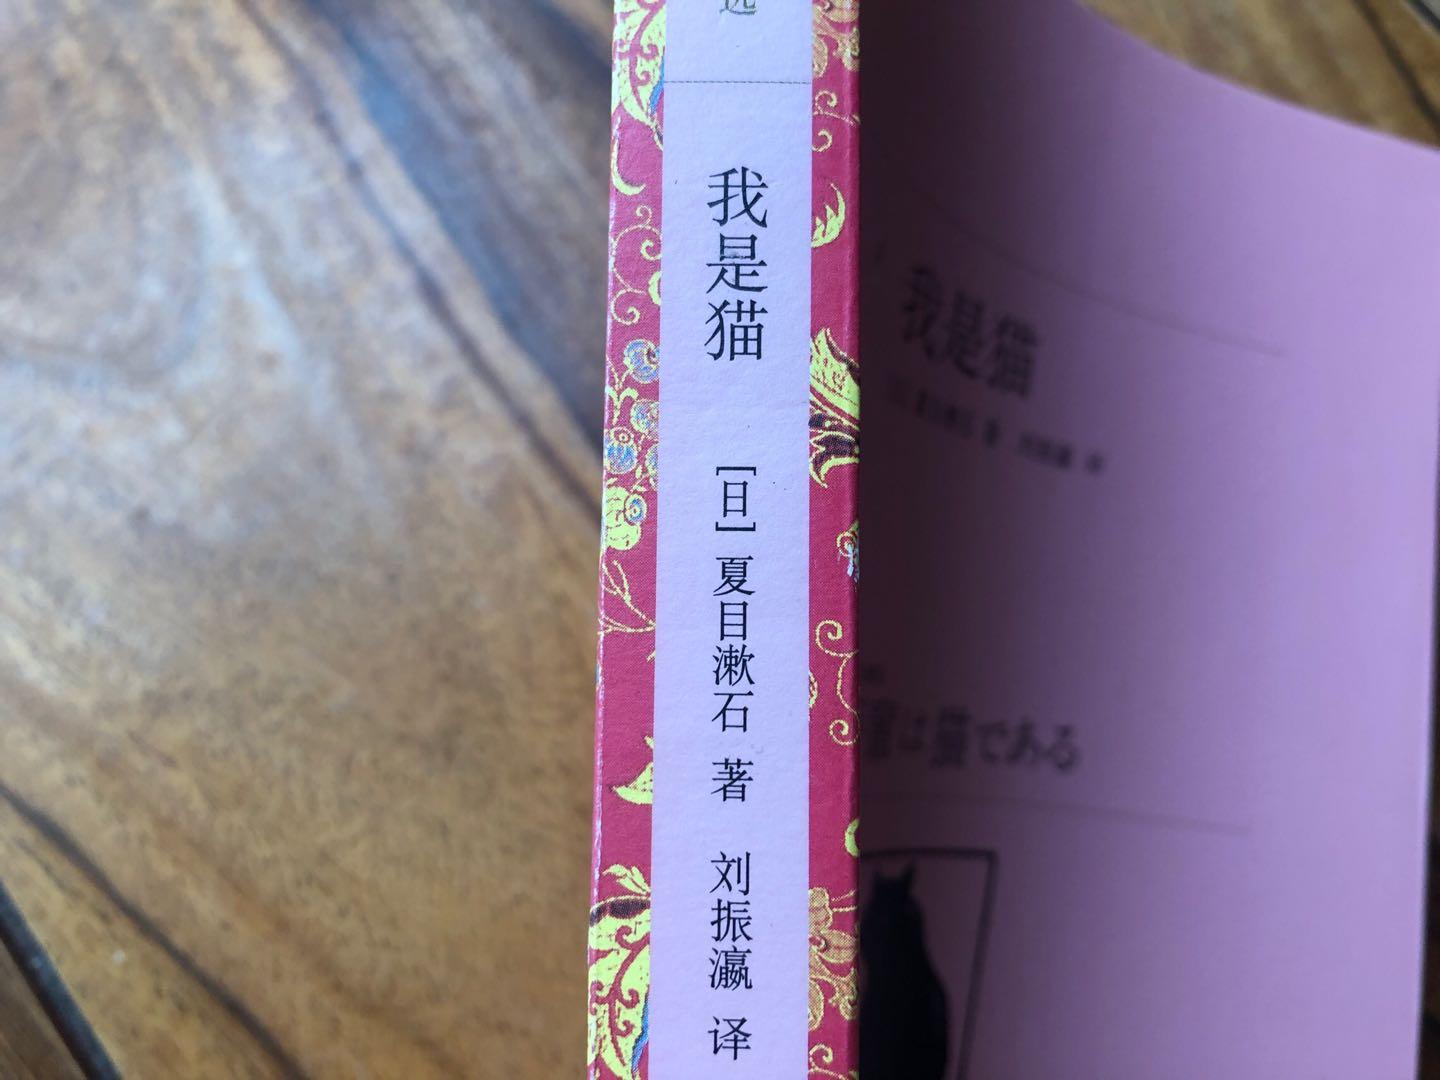 选
我是猫
[日] 夏目漱石 著
刘振瀛 译
我是猫
は猫である